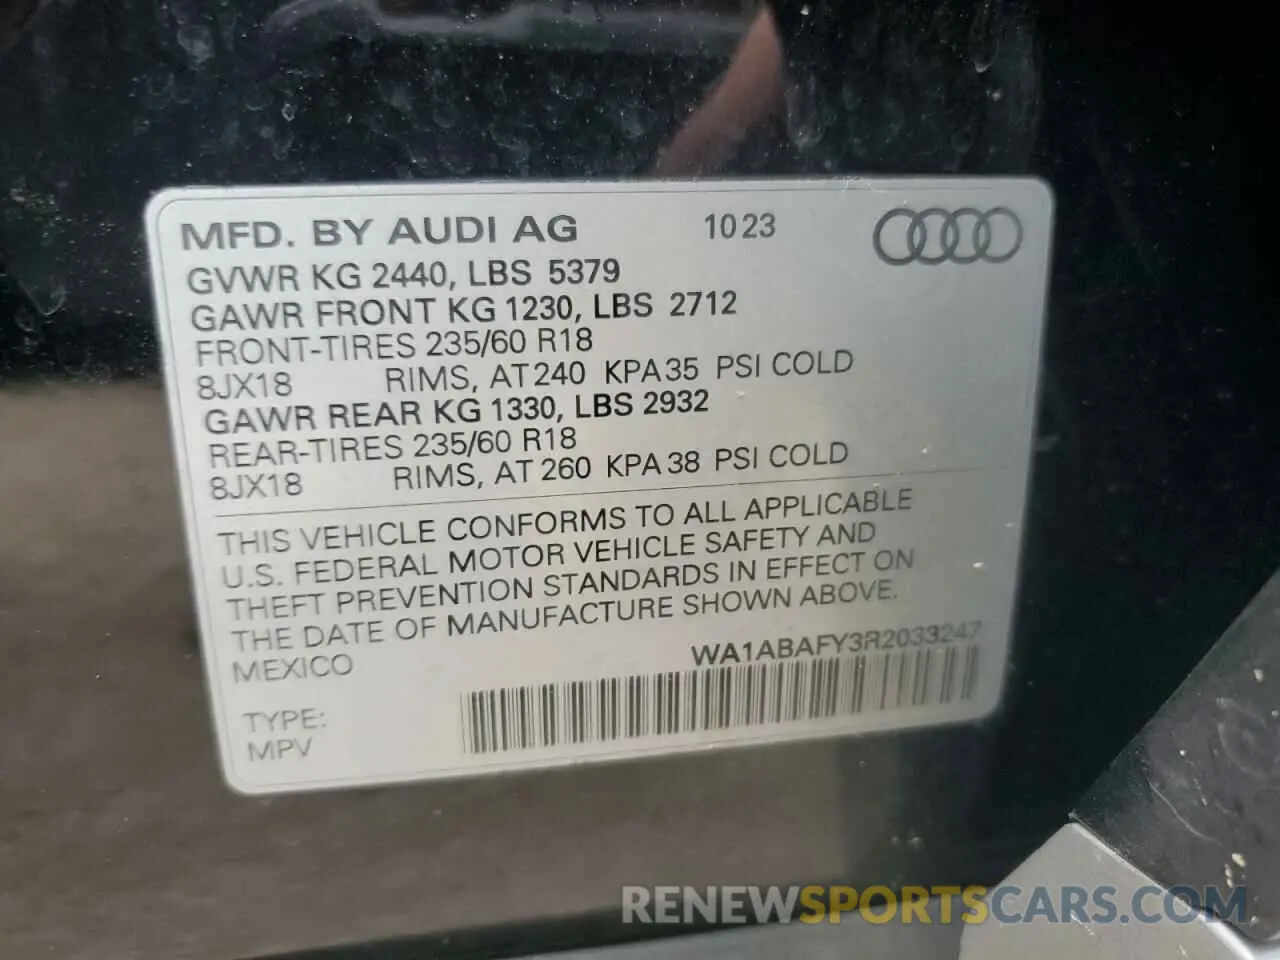 MFD. BY AUDI AG 10 23
GVWR KG 2440, LBS 5379
GAWR FRONT KG 1230, LBS 2712
FRONT-TIRES 235/60 R18
8JX18 RIMS, AT 240 KPA 35 PSI COLD
GAWR REAR KG 1330, LBS 2932
REAR-TIRES 235/60 R18
8JX18 RIMS, AT 260 KPA 38 PSI COLD
THIS VEHICLE CONFORMS TO ALL APPLICABLE
U.S. FEDERAL MOTOR VEHICLE SAFETY AND
THEFT PREVENTION STANDARDS IN EFFECT ON
THE DATE OF MANUFACTURE SHOWN ABOVE.
MEXICO WA1ABAFY3R2033247
TYPE:
MPV
RENEWSPORTSCARS.COM